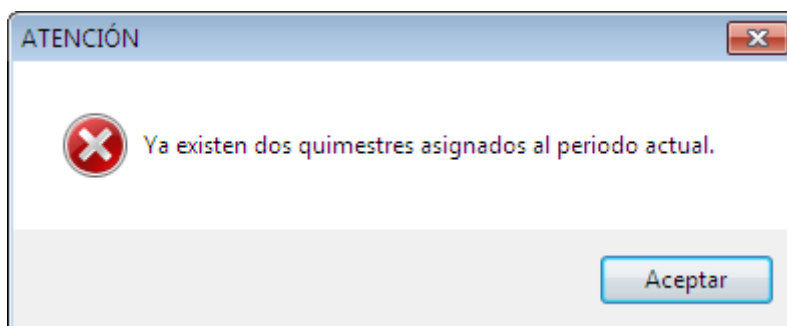 ATENCIÓN
Ya existen dos quimestres asignados al periodo actual.
Aceptar